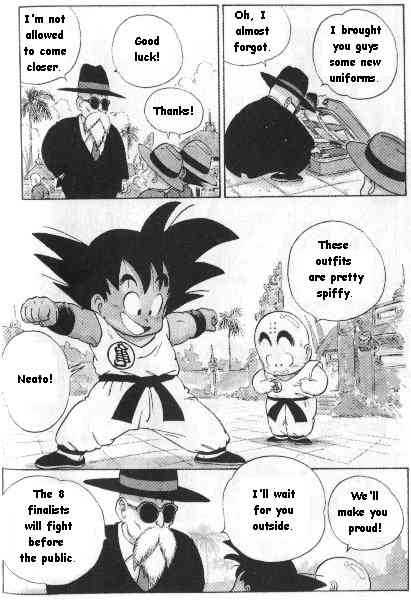 I'm not
allowed
to come
closer.
Good
luck!
Thanks!
Oh, I
almost
forgot.
I brought
you guys
some new
uniforms.
These
outfits
are pretty
spiffy.
Neato!
亀
The 8
finalists
will fight
before
the public.
I'll wait
for you
outside.
We'll
make you
proud!